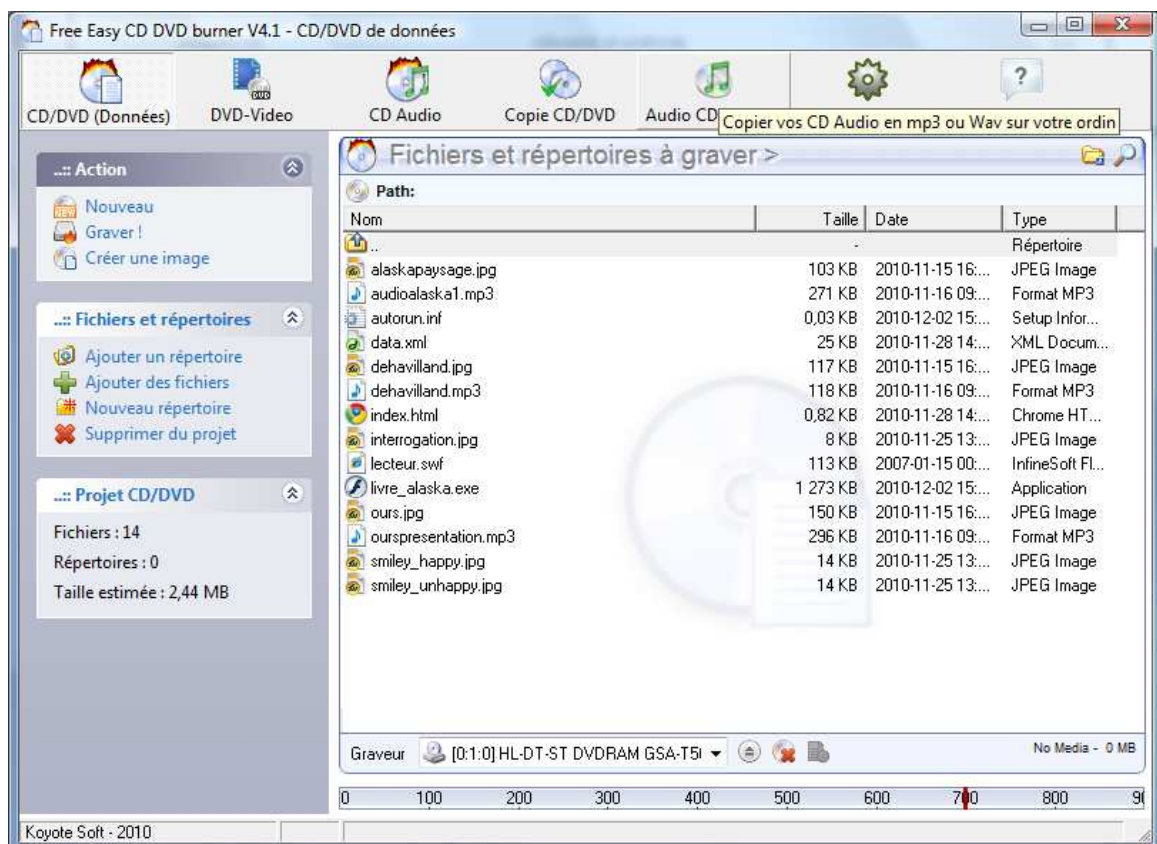 Free Easy CD DVD burner V4.1 - CD/DVD de données
CD/DVD (Données) DVD-Video CD Audio Copie CD/DVD Audio CD
Copier vos CD Audio en mp3 ou Wav sur votre ordin
..:: Action
Nouveau
Graver !
Créer une image
..:: Fichiers et répertoires
Ajouter un répertoire
Ajouter des fichiers
Nouveau répertoire
Supprimer du projet
..:: Projet CD/DVD
Fichiers : 14
Répertoires : 0
Taille estimée : 2,44 MB
Fichiers et répertoires à graver >
Path:
Nom Taille Date Type
.. - Répertoire
alaskapaysage.jpg 103 KB 2010-11-15 16:... JPEG Image
audioalaska1.mp3 271 KB 2010-11-16 09:... Format MP3
autorun.inf 0,03 KB 2010-12-02 15:... Setup Infor...
data.xml 25 KB 2010-11-28 14:... XML Docum...
dehavilland.jpg 117 KB 2010-11-15 16:... JPEG Image
dehavilland.mp3 118 KB 2010-11-16 09:... Format MP3
index.html 0,82 KB 2010-11-28 14:... Chrome HT...
interrogation.jpg 8 KB 2010-11-25 13:... JPEG Image
lecteur.swf 113 KB 2007-01-15 00:... InfineSoft Fl...
livre_alaska.exe 1 273 KB 2010-12-02 15:... Application
ours.jpg 150 KB 2010-11-15 16:... JPEG Image
ourspresentation.mp3 296 KB 2010-11-16 09:... Format MP3
smiley_happy.jpg 14 KB 2010-11-25 13:... JPEG Image
smiley_unhappy.jpg 14 KB 2010-11-25 13:... JPEG Image
Graveur [0:1:0] HL-DT-ST DVDRAM GSA-T5 No Media - 0 MB
0 100 200 300 400 500 600 700 800
Koyote Soft - 2010